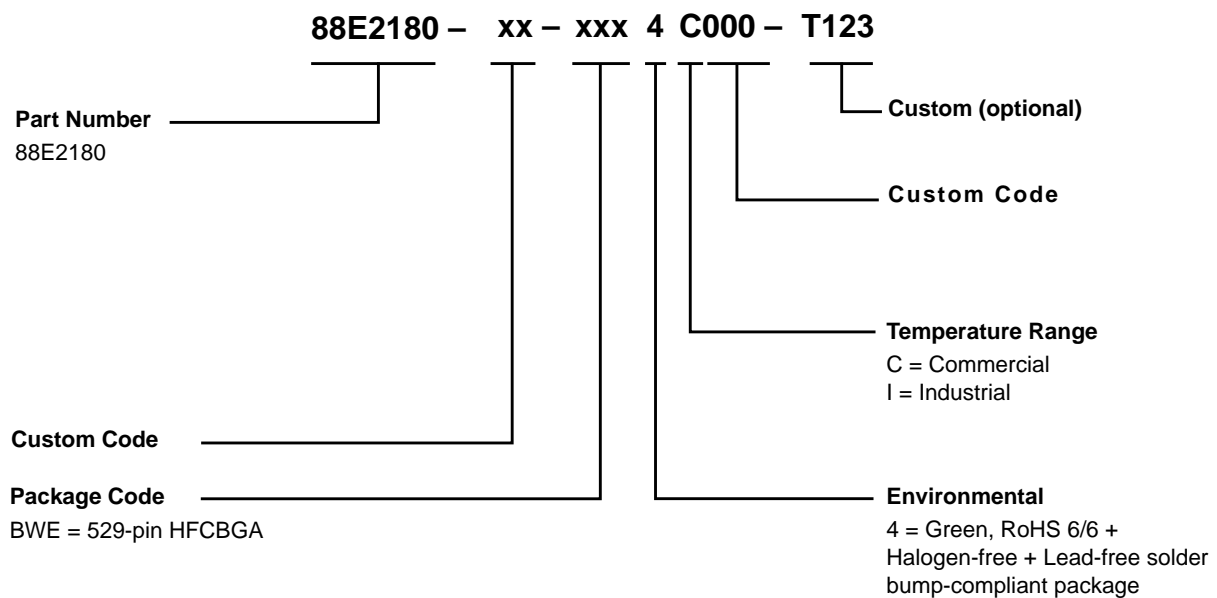 88E2180 – xx – xxx 4 C000 – T123
Part Number
88E2180
Custom (optional)
Custom Code
Temperature Range
C = Commercial
I = Industrial
Custom Code
Package Code
BWE = 529-pin HFCBGA
Environmental
4 = Green, RoHS 6/6 +
Halogen-free + Lead-free solder
bump-compliant package